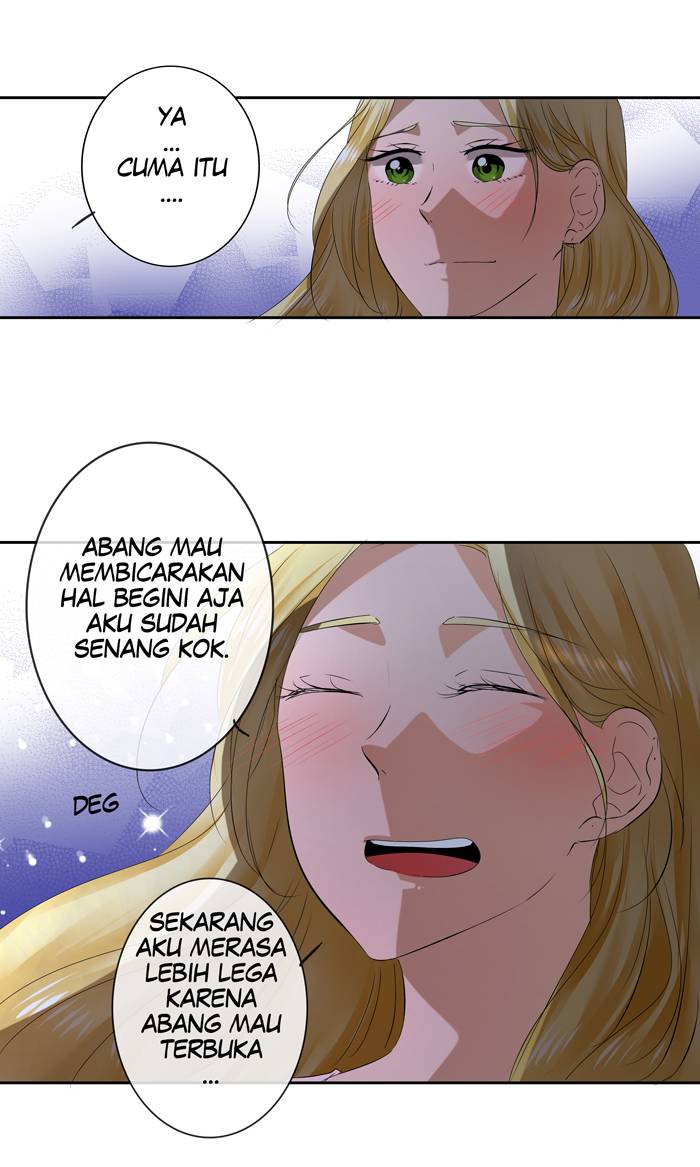 YA
...
CUMA ITU
....
ABANG MAU
MEMBICARAKAN
HAL BEGINI AJA
AKU SUDAH
SENANG KOK.
DEG
SEKARANG
AKU MERASA
LEBIH LEGA
KARENA
ABANG MAU
TERBUKA
...